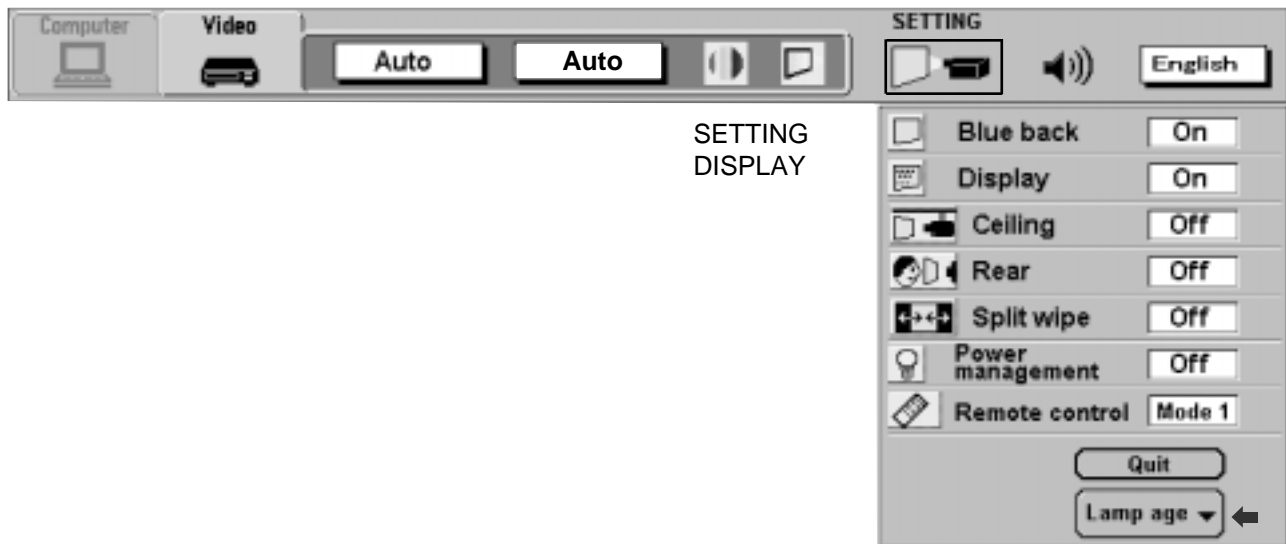 Computer Video SETTING
Auto Auto English
SETTING
DISPLAY
Blue back On
Display On
Ceiling Off
Rear Off
Split wipe Off
Power management Off
Remote control Mode 1
Quit
Lamp age